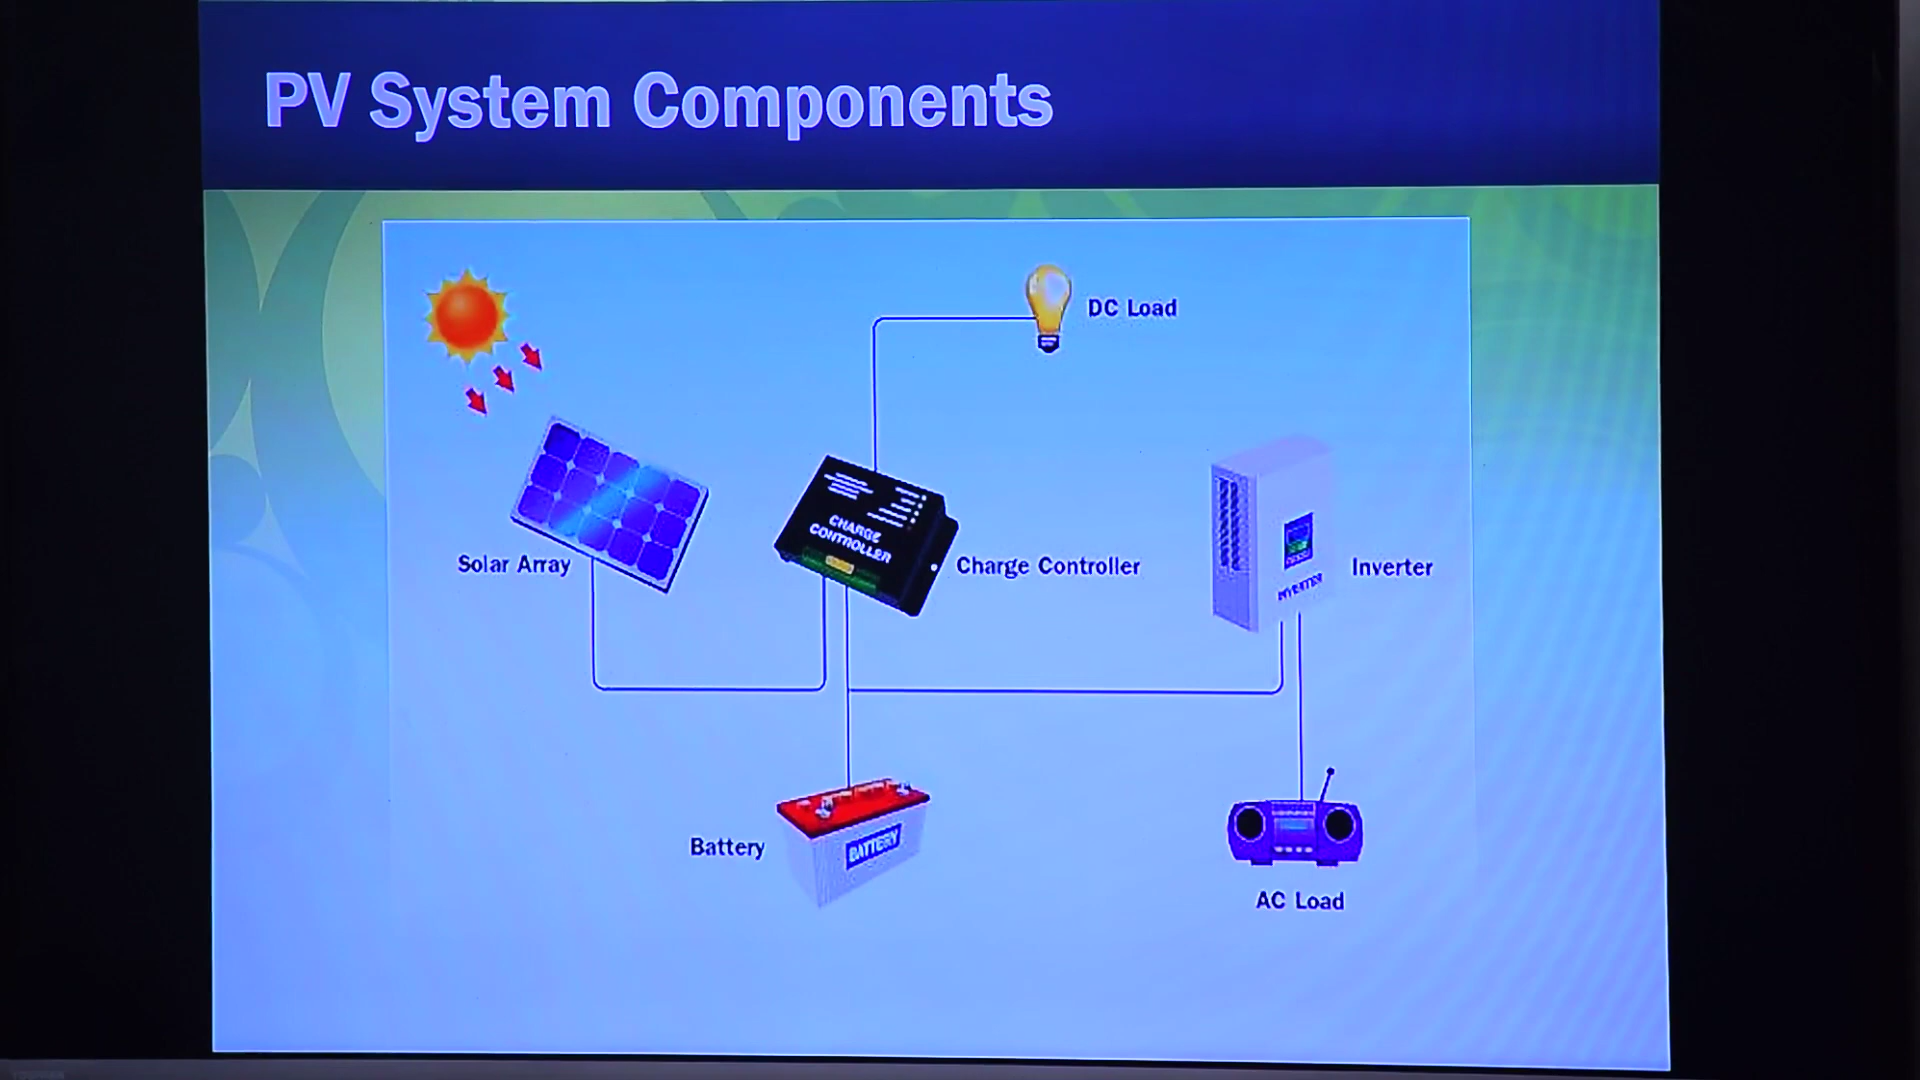 PV System Components
DC Load
CHARGE
CONTROLLER
Solar Array
Charge Controller
INVERTER
Inverter
Battery
BATTERY
AC Load